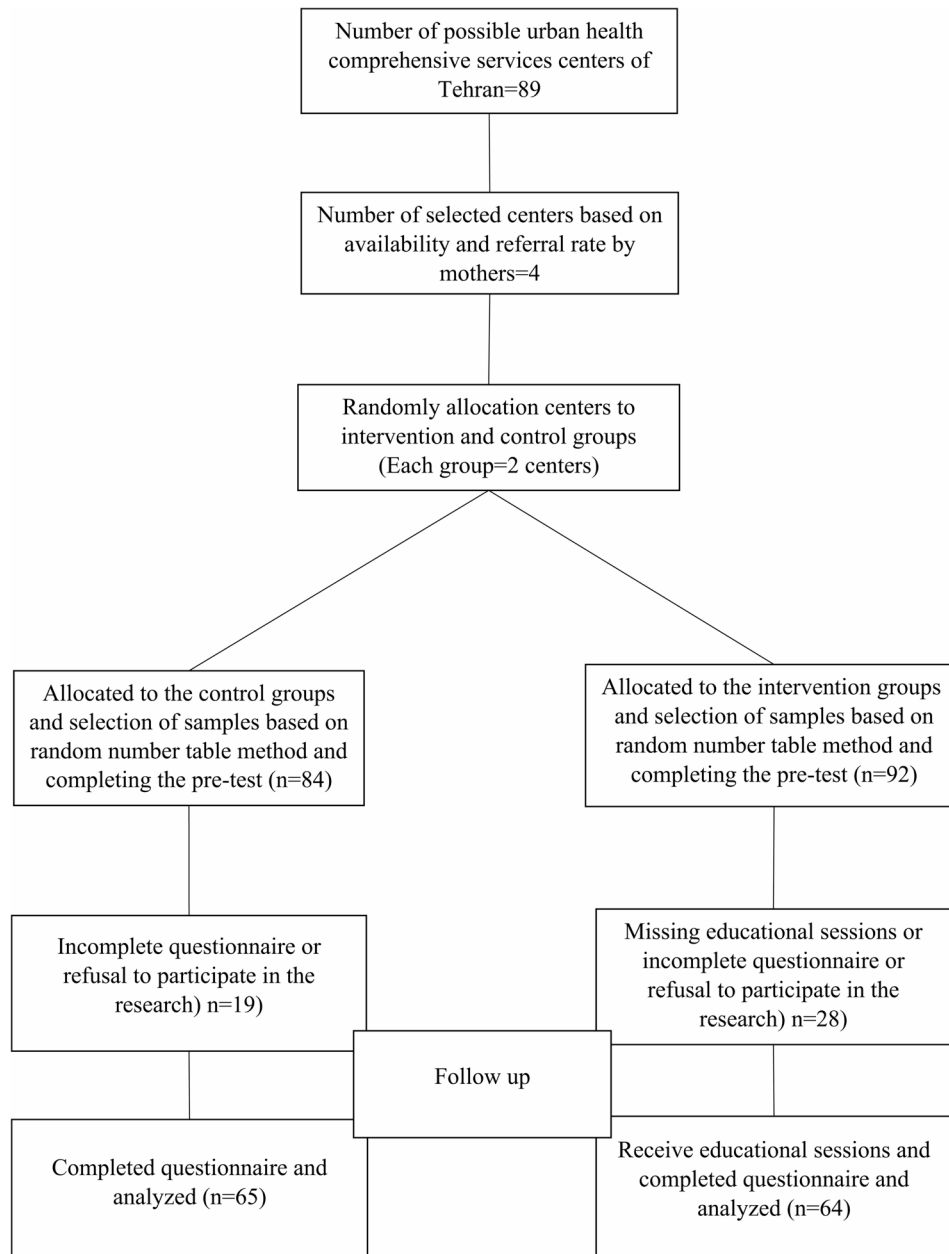 Number of possible urban health
comprehensive services centers of
Tehran=89
Number of selected centers based on
availability and referral rate by
mothers=4
Randomly allocation centers to
intervention and control groups
(Each group=2 centers)
Allocated to the control groups
and selection of samples based on
random number table method and
completing the pre-test (n=84)
Allocated to the intervention groups
and selection of samples based on
random number table method and
completing the pre-test (n=92)
Incomplete questionnaire or
refusal to participate in the
research) n=19)
Missing educational sessions or
incomplete questionnaire or
refusal to participate in the
research) n=28)
Follow up
Completed questionnaire and
analyzed (n=65)
Receive educational sessions and
completed questionnaire and
analyzed (n=64)